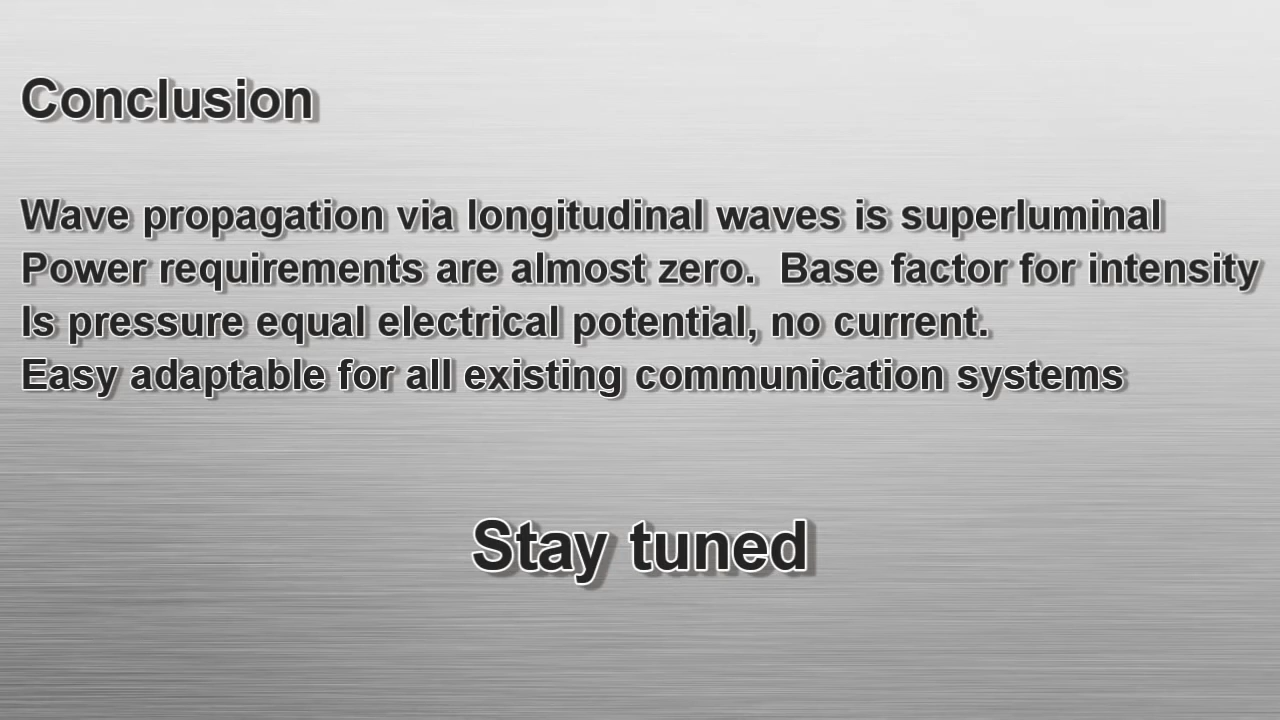 Conclusion
Wave propagation via longitudinal waves is superluminal
Power requirements are almost zero.  Base factor for intensity
Is pressure equal electrical potential, no current.
Easy adaptable for all existing communication systems
Stay tuned